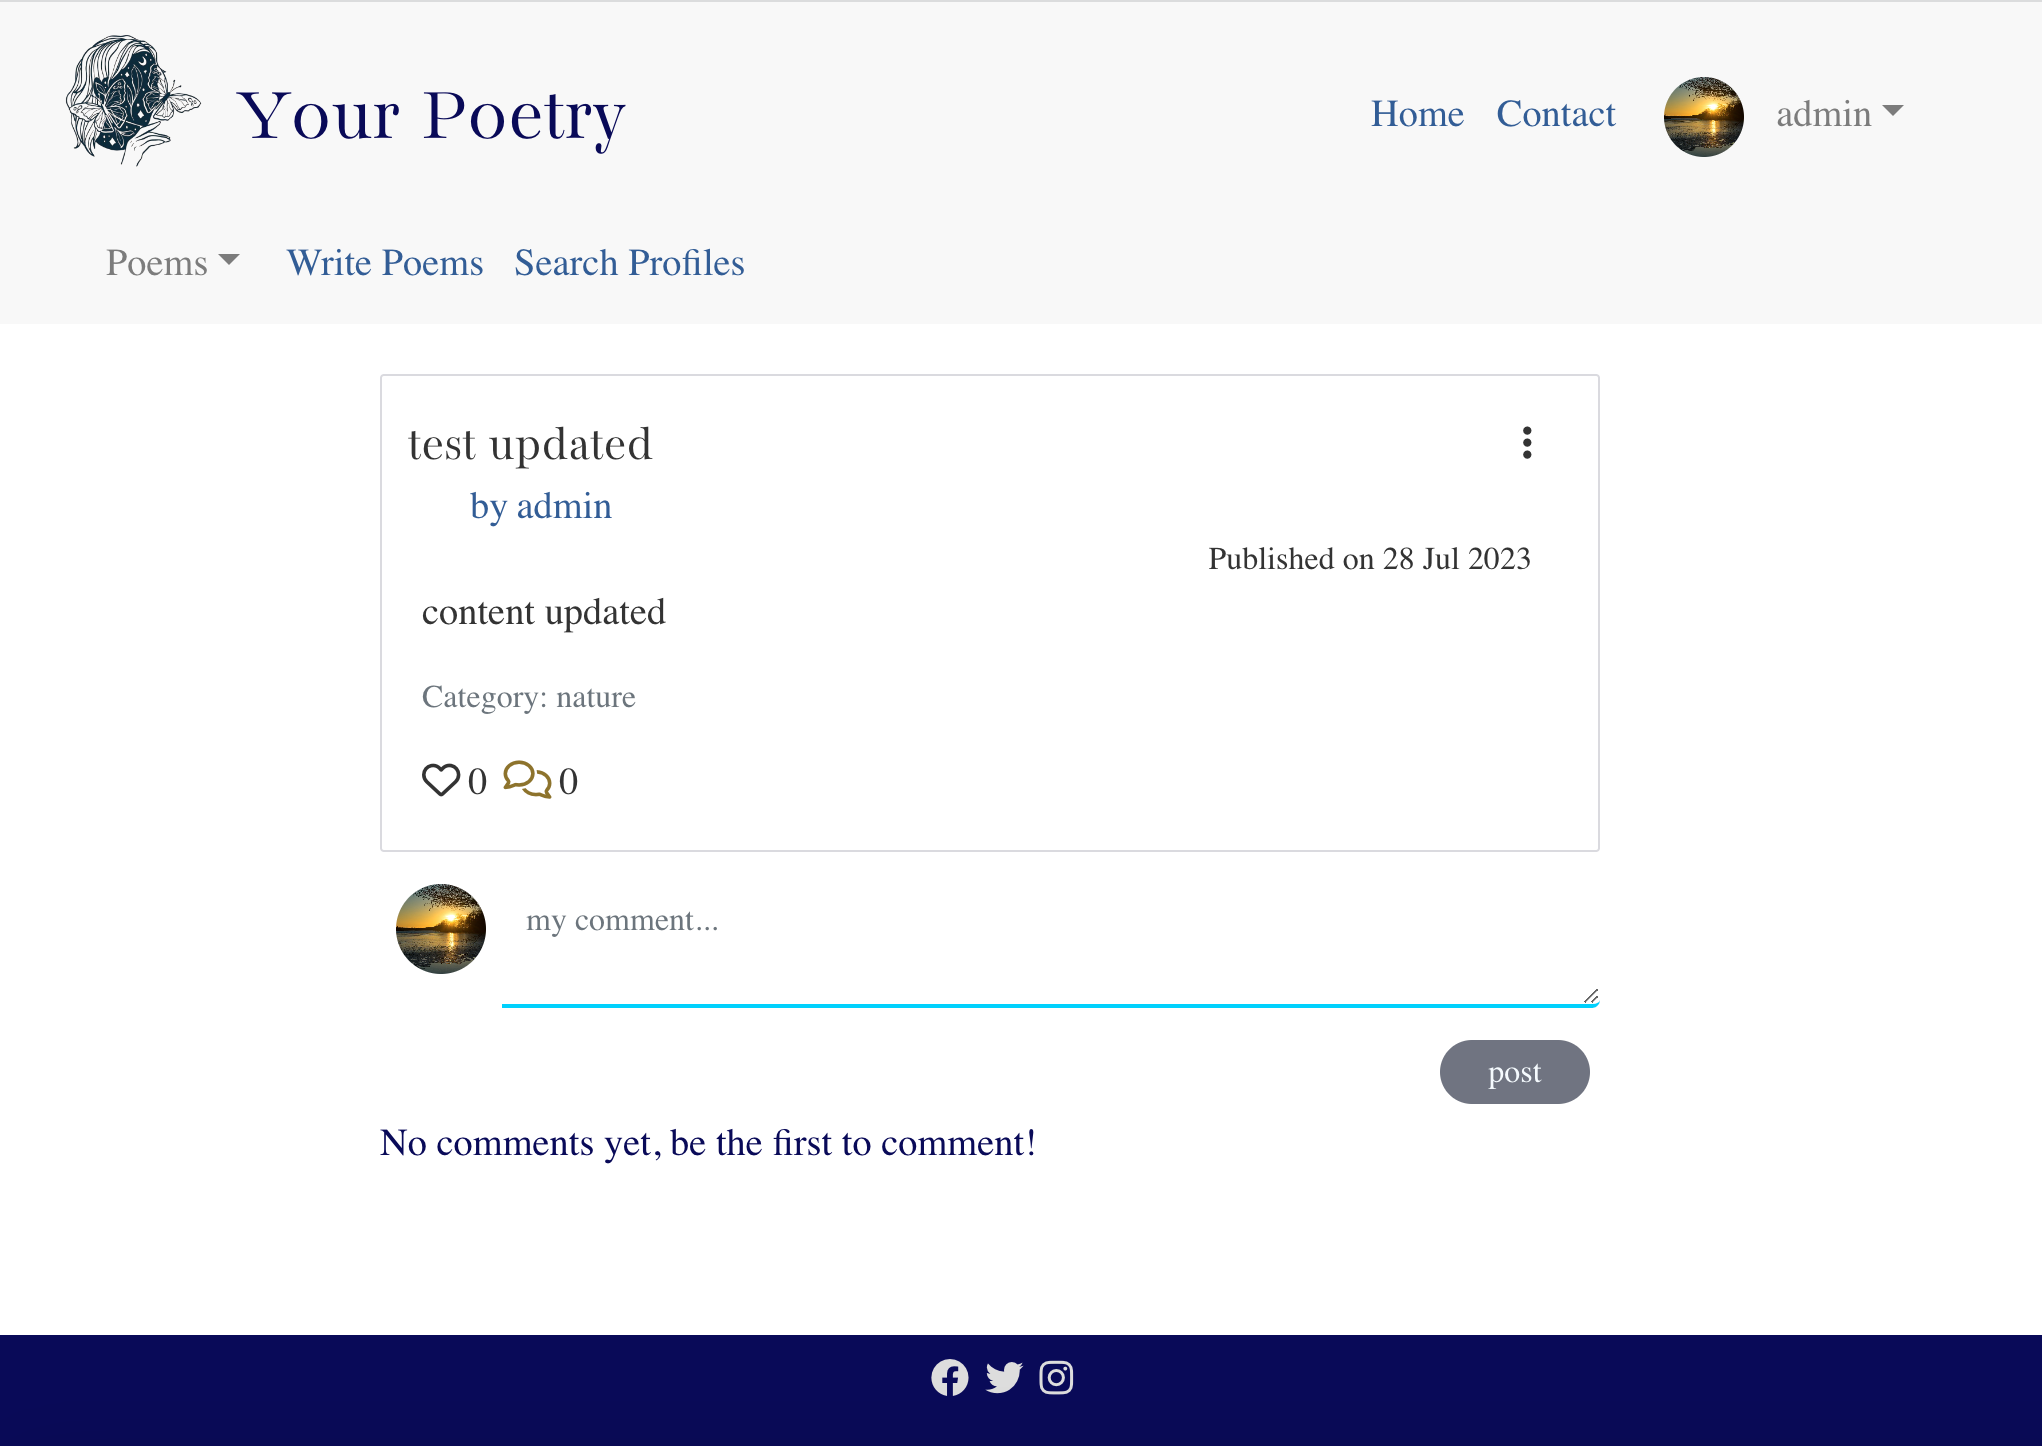 Your Poetry
Home Contact admin
Poems Write Poems Search Profiles
test updated
by admin
Published on 28 Jul 2023
content updated
Category: nature
0 0
my comment...
post
No comments yet, be the first to comment!